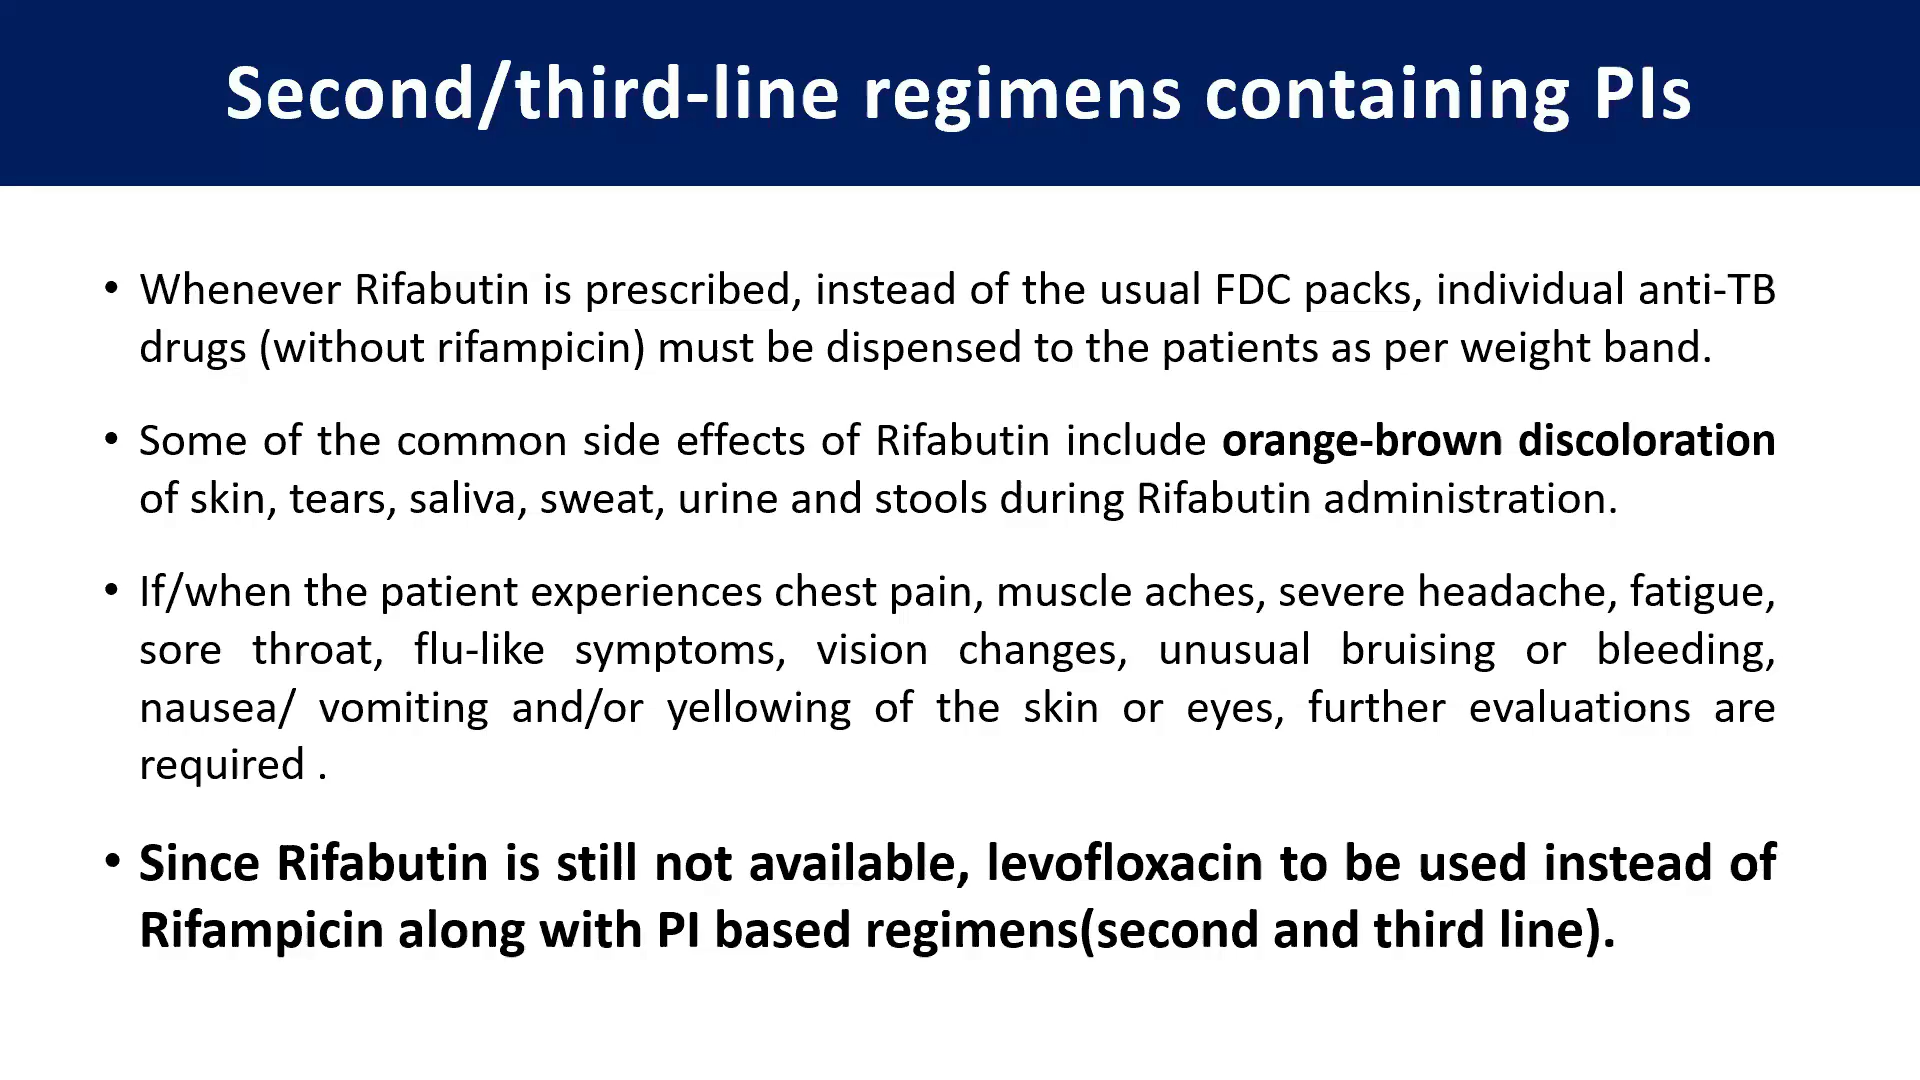 Second/third-line regimens containing PIs
• Whenever Rifabutin is prescribed, instead of the usual FDC packs, individual anti-TB
drugs (without rifampicin) must be dispensed to the patients as per weight band.
• Some of the common side effects of Rifabutin include orange-brown discoloration
of skin, tears, saliva, sweat, urine and stools during Rifabutin administration.
• If/when the patient experiences chest pain, muscle aches, severe headache, fatigue,
sore throat, flu-like symptoms, vision changes, unusual bruising or bleeding,
nausea/ vomiting and/or yellowing of the skin or eyes, further evaluations are
required .
• Since Rifabutin is still not available, levofloxacin to be used instead of
Rifampicin along with PI based regimens(second and third line).